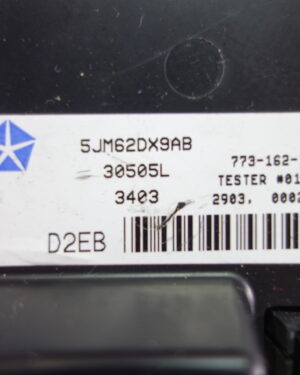 5JM62DX9AB
30505L
3403
773-162-
TESTER #01
2903, 0002
D2EB